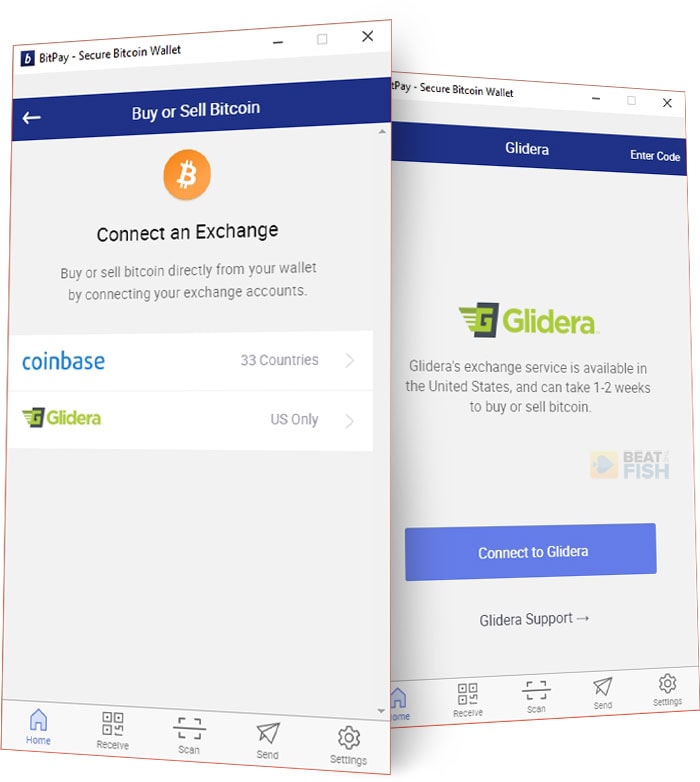 BitPay - Secure Bitcoin Wallet
Buy or Sell Bitcoin
Connect an Exchange
Buy or sell bitcoin directly from your wallet
by connecting your exchange accounts.
coinbase 33 Countries
Glidera US Only
Home Receive Scan Send Settings
tPay - Secure Bitcoin Wallet
Glidera Enter Code
Glidera
Glidera's exchange service is available in
the United States, and can take 1-2 weeks
to buy or sell bitcoin.
BEAT THE
FISH
Connect to Glidera
Glidera Support →
ome Receive Scan Send Settings